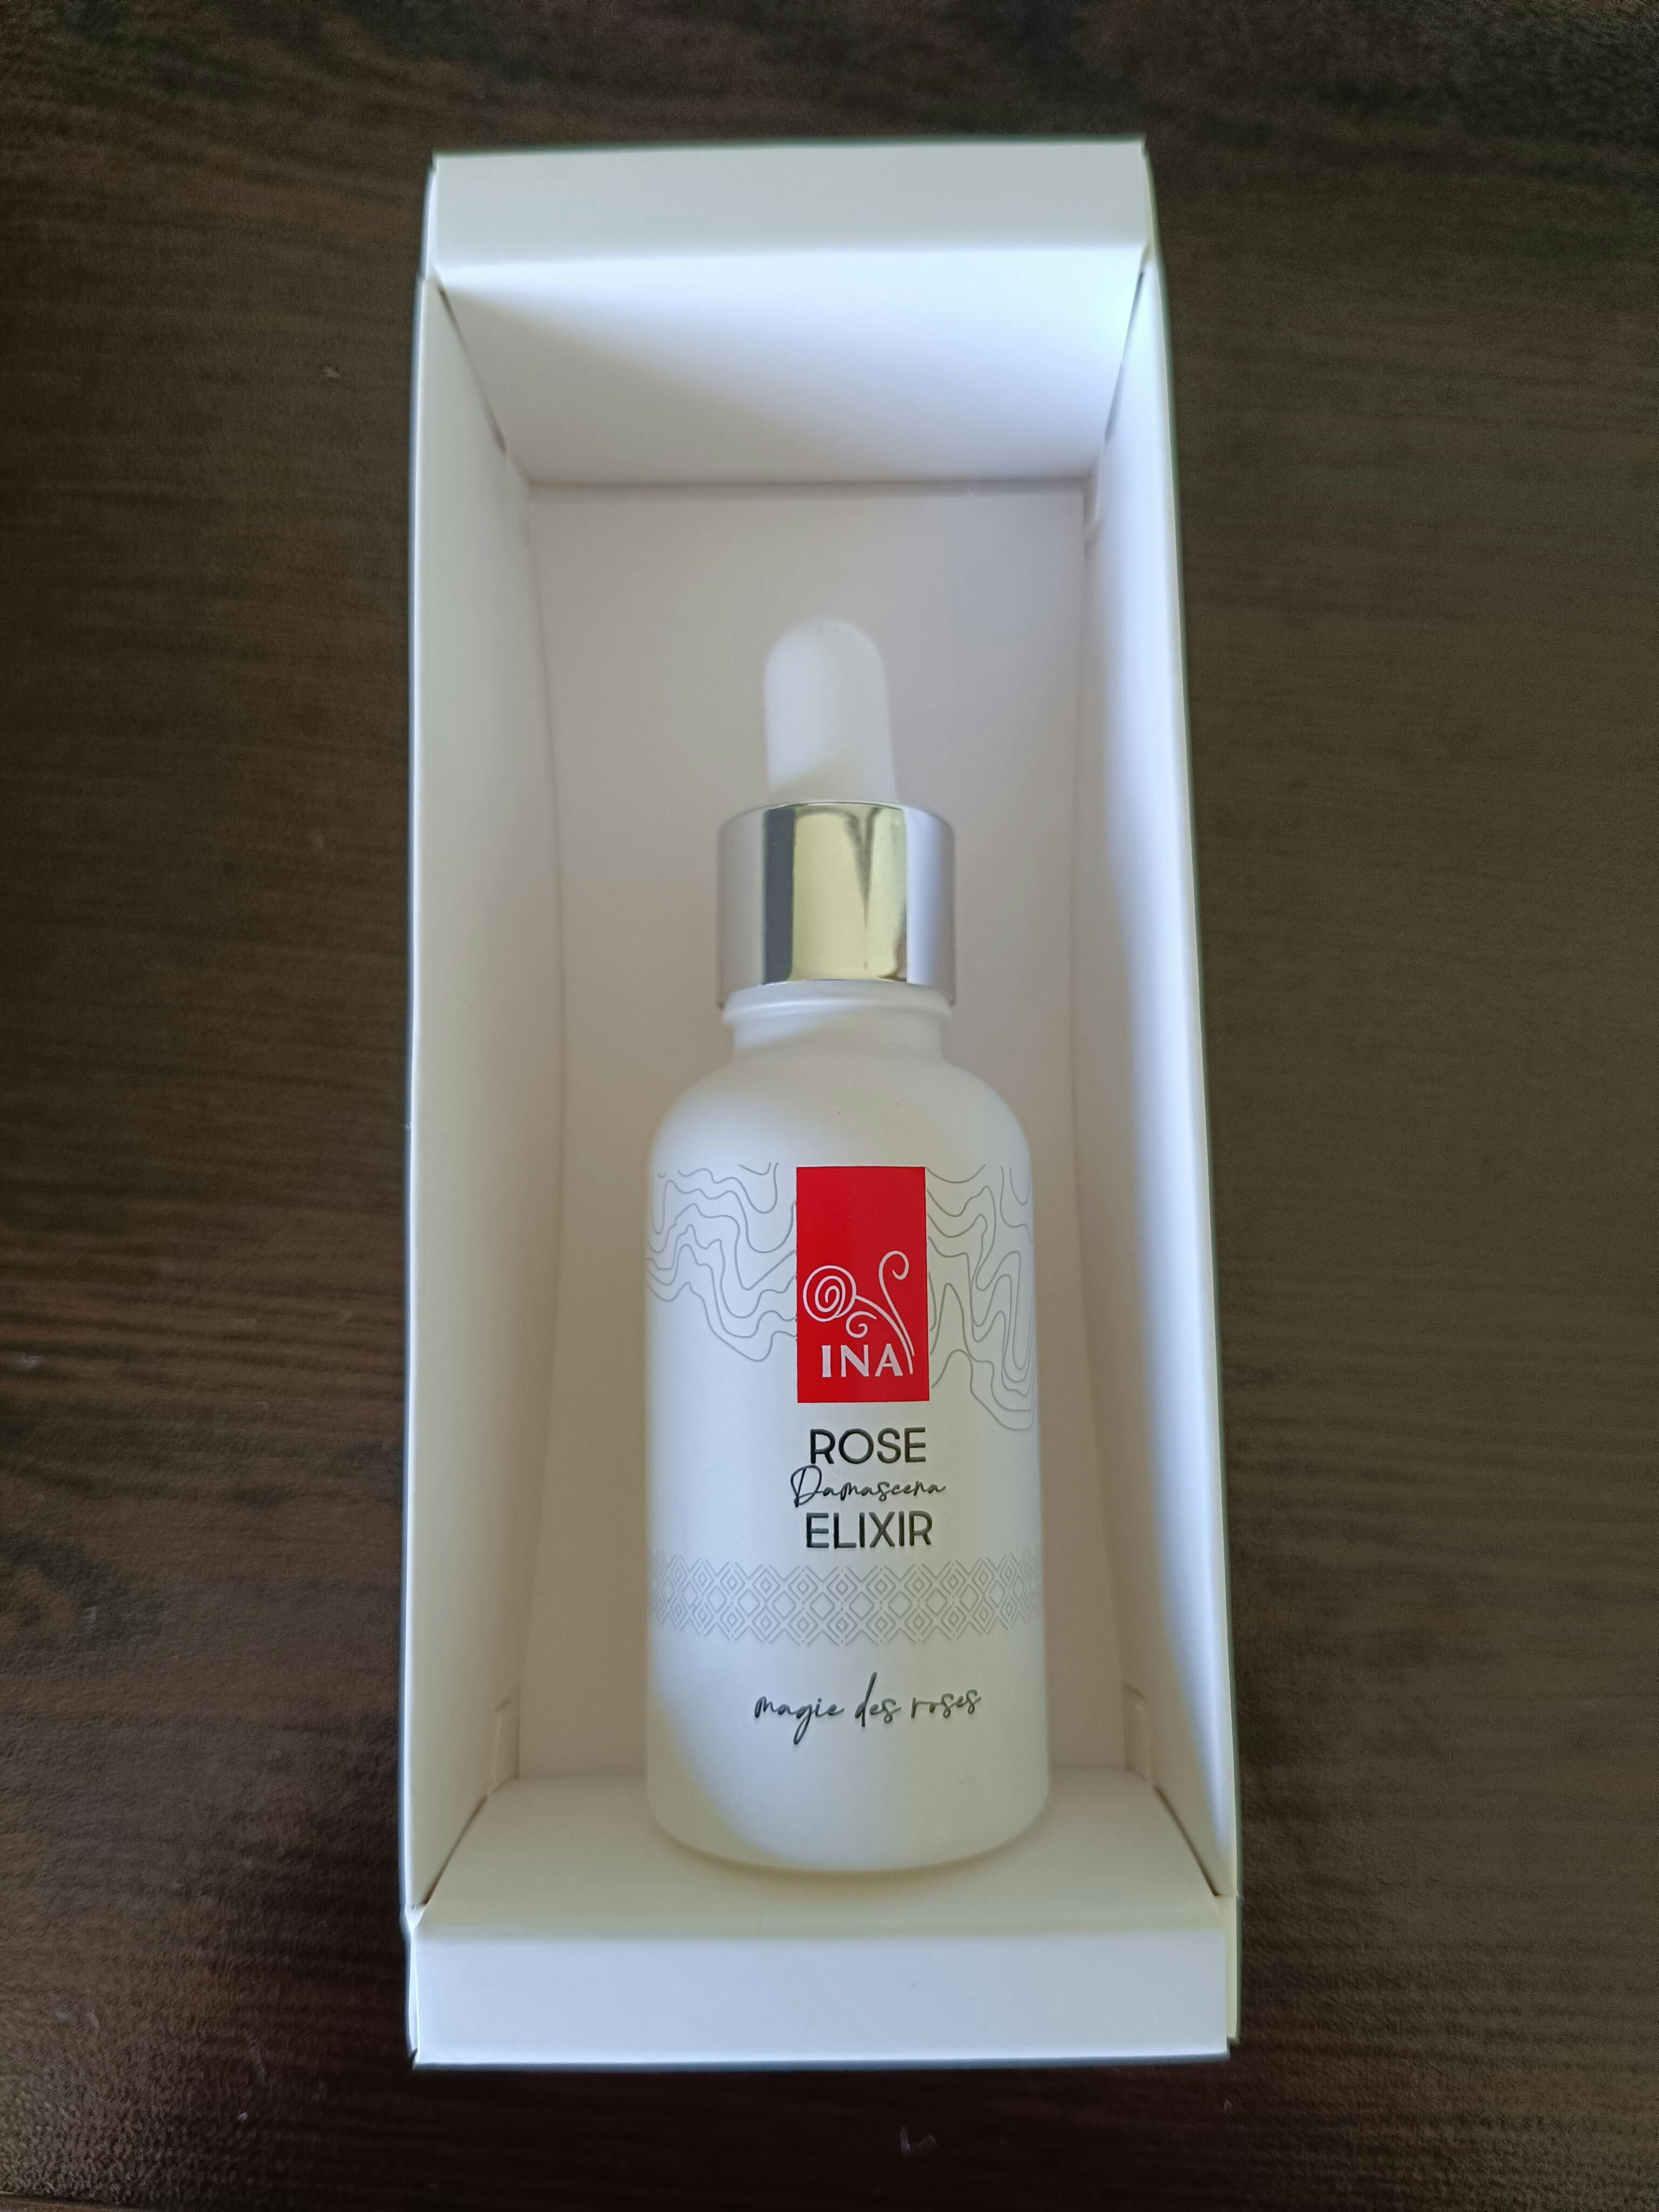 INA
ROSE
Damascena
ELIXIR
magie des roses